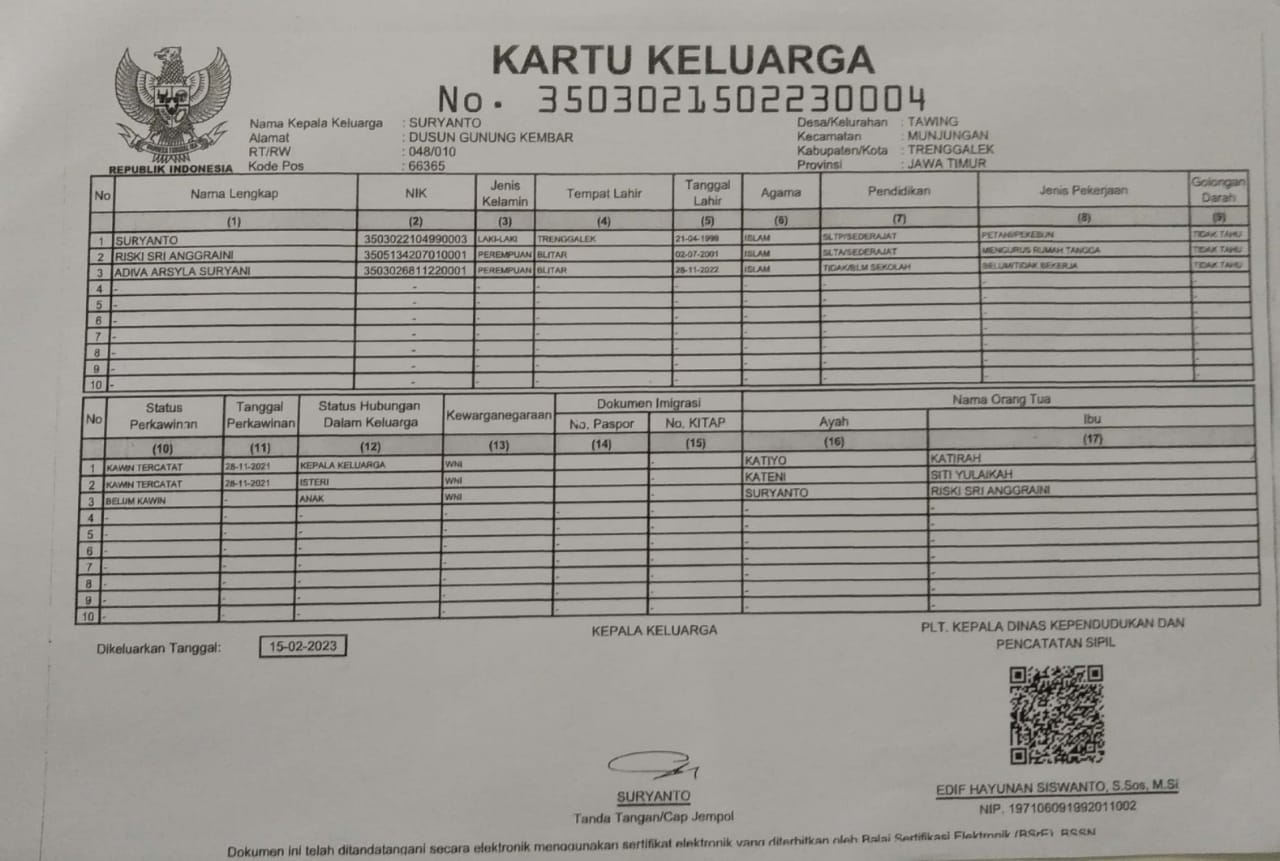 KARTU KELUARGA
No. 3503021502230004
REPUBLIK INDONESIA
Nama Kepala Keluarga : SURYANTO
Alamat : DUSUN GUNUNG KEMBAR
RT/RW : 048/010
Kode Pos : 66365
Desa/Kelurahan : TAWING
Kecamatan : MUNJUNGAN
Kabupaten/Kota : TRENGGALEK
Provinsi : JAWA TIMUR
No Nama Lengkap NIK Jenis Kelamin Tempat Lahir Tanggal Lahir Agama Pendidikan Jenis Pekerjaan Golongan Darah
(1) (2) (3) (4) (5) (6) (7) (8) (9)
1 SURYANTO 3503022104990003 LAKI-LAKI TRENGGALEK 21-04-1999 ISLAM SLTP/SEDERAJAT PETANI/PEKEBUN TIDAK TAHU
2 RISKI SRI ANGGRAINI 3505134207010001 PEREMPUAN BLITAR 02-07-2001 ISLAM SLTA/SEDERAJAT MENGURUS RUMAH TANGGA TIDAK TAHU
3 ADIVA ARSYLA SURYANI 3503026811220001 PEREMPUAN BLITAR 28-11-2022 ISLAM TIDAK/BLM SEKOLAH BELUM/TIDAK BEKERJA TIDAK TAHU
4 - - - - - - - - -
5 - - - - - - - - -
6 - - - - - - - - -
7 - - - - - - - - -
8 - - - - - - - - -
9 - - - - - - - - -
10 - - - - - - - - -
No Status Perkawinan Tanggal Perkawinan Status Hubungan Dalam Keluarga Kewarganegaraan Dokumen Imigrasi Nama Orang Tua
No. Paspor No. KITAP Ayah Ibu
(10) (11) (12) (13) (14) (15) (16) (17)
1 KAWIN TERCATAT 28-11-2021 KEPALA KELUARGA WNI - - KATIYO KATIRAH
2 KAWIN TERCATAT 28-11-2021 ISTERI WNI - - KATENI SITI YULAIKAH
3 BELUM KAWIN - ANAK WNI - - SURYANTO RISKI SRI ANGGRAINI
4 - - - - - - - -
5 - - - - - - - -
6 - - - - - - - -
7 - - - - - - - -
8 - - - - - - - -
9 - - - - - - - -
10 - - - - - - - -
Dikeluarkan Tanggal: 15-02-2023
KEPALA KELUARGA
SURYANTO
Tanda Tangan/Cap Jempol
PLT. KEPALA DINAS KEPENDUDUKAN DAN
PENCATATAN SIPIL
EDIF HAYUNAN SISWANTO, S.Sos, M.Si
NIP. 197106091992011002
Dokumen ini telah ditandatangani secara elektronik menggunakan sertifikat elektronik yang diterbitkan oleh Balai Sertifikasi Elektronik (BSrE), BSSN